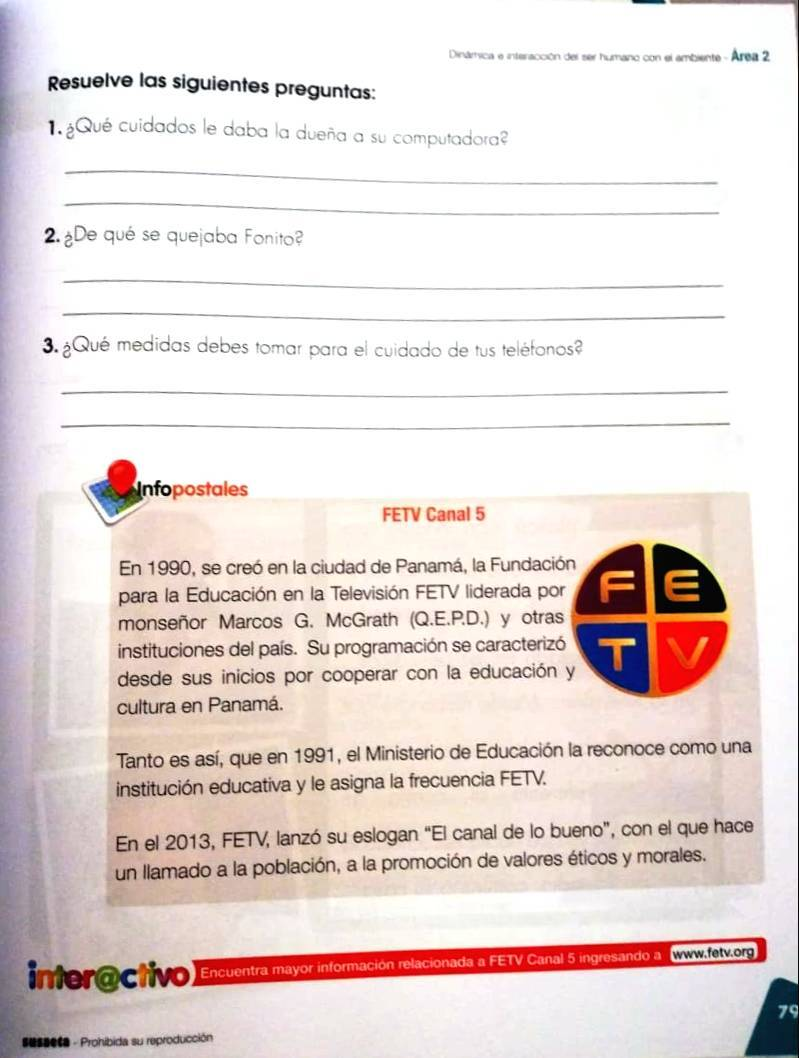 Dinámica e interacción del ser humano con el ambiente - Área 2
Resuelve las siguientes preguntas:
1. ¿Qué cuidados le daba la dueña a su computadora?
2. ¿De qué se quejaba Fonito?
3. ¿Qué medidas debes tomar para el cuidado de tus teléfonos?
Infopostales
FETV Canal 5
En 1990, se creó en la ciudad de Panamá, la Fundación
para la Educación en la Televisión FETV liderada por
monseñor Marcos G. McGrath (Q.E.P.D.) y otras
instituciones del país. Su programación se caracterizó
desde sus inicios por cooperar con la educación y
cultura en Panamá.
F E
T V
Tanto es así, que en 1991, el Ministerio de Educación la reconoce como una
institución educativa y le asigna la frecuencia FETV.
En el 2013, FETV, lanzó su eslogan “El canal de lo bueno”, con el que hace
un llamado a la población, a la promoción de valores éticos y morales.
inter@ctivo Encuentra mayor información relacionada a FETV Canal 5 ingresando a www.fetv.org
79
susaeta - Prohibida su reproducción